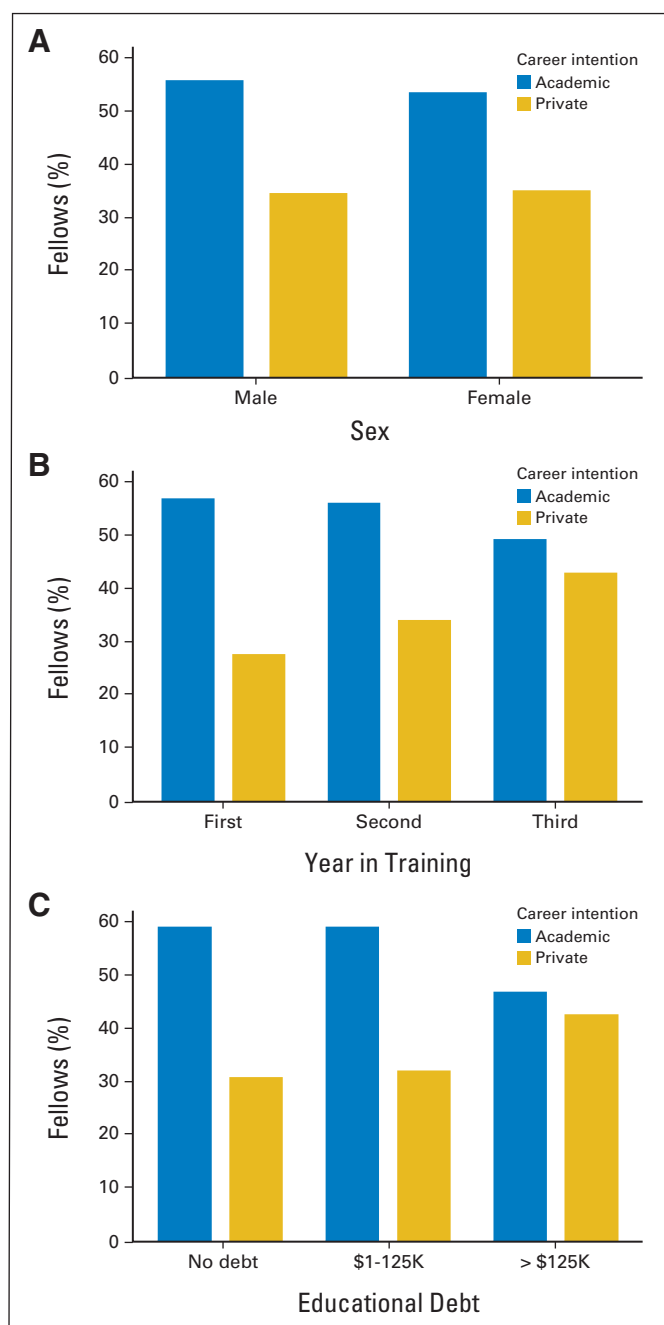 A
Career intention
Academic
Private
Fellows (%)
60
50
40
30
20
10
0
Male
Female
Sex
B
Career intention
Academic
Private
Fellows (%)
60
50
40
30
20
10
0
First
Second
Third
Year in Training
C
Career intention
Academic
Private
Fellows (%)
60
50
40
30
20
10
0
No debt
$1-125K
> $125K
Educational Debt